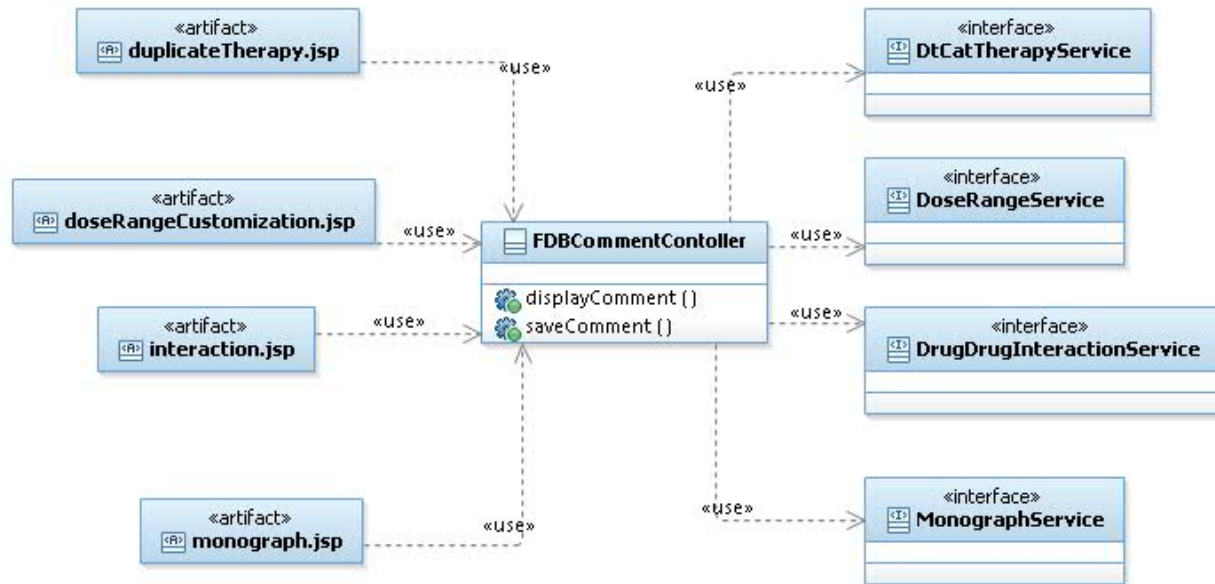 «artifact»
duplicateTherapy.jsp
«use»
«use»
«interface»
DtCatTherapyService
«artifact»
doseRangeCustomization.jsp
«use»
FDBCommentContoller
displayComment ( )
saveComment ( )
«use»
«interface»
DoseRangeService
«artifact»
interaction.jsp
«use»
«use»
«interface»
DrugDrugInteractionService
«artifact»
monograph.jsp
«use»
«use»
«interface»
MonographService